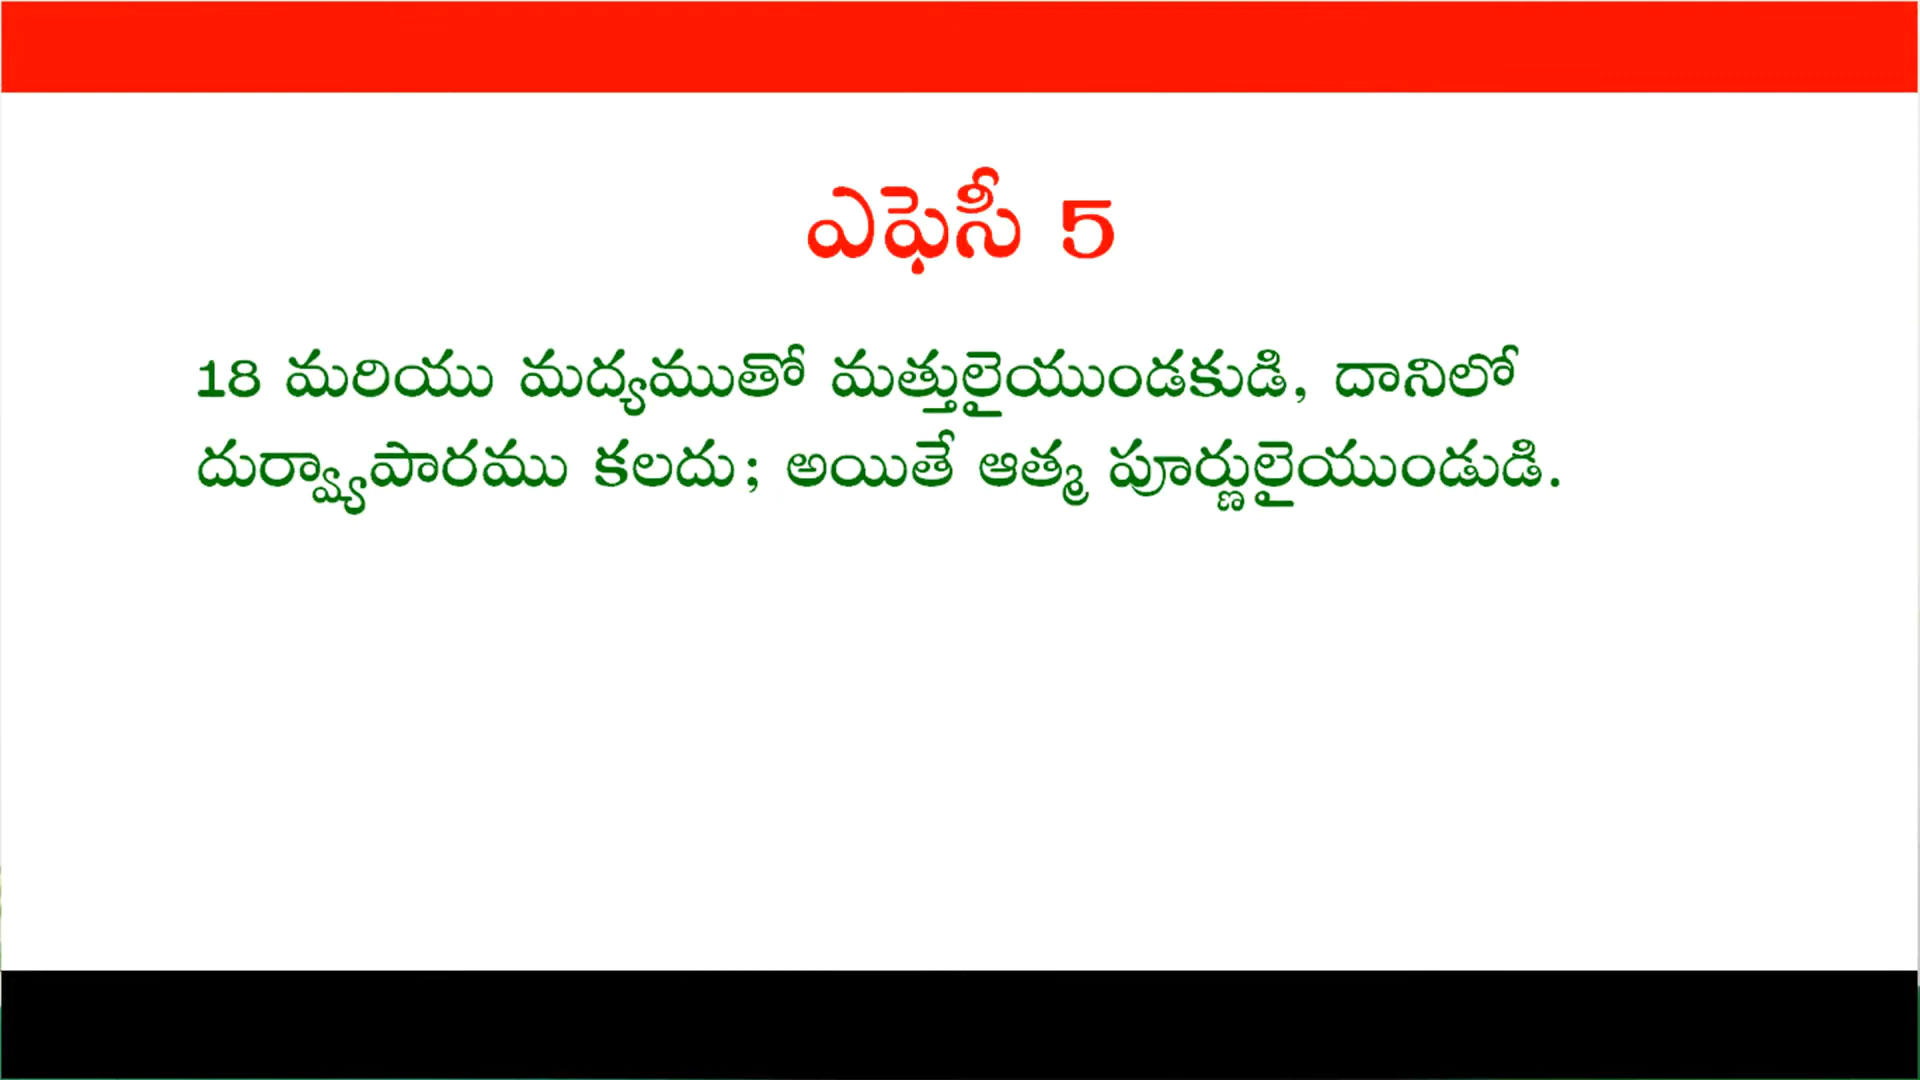 ఎఫెసీ 5
18 మరియు మద్యముతో మత్తులైయుండకుడి, దానిలో
దుర్వ్యాపారము కలదు; అయితే ఆత్మ పూర్ణులైయుండుడి.